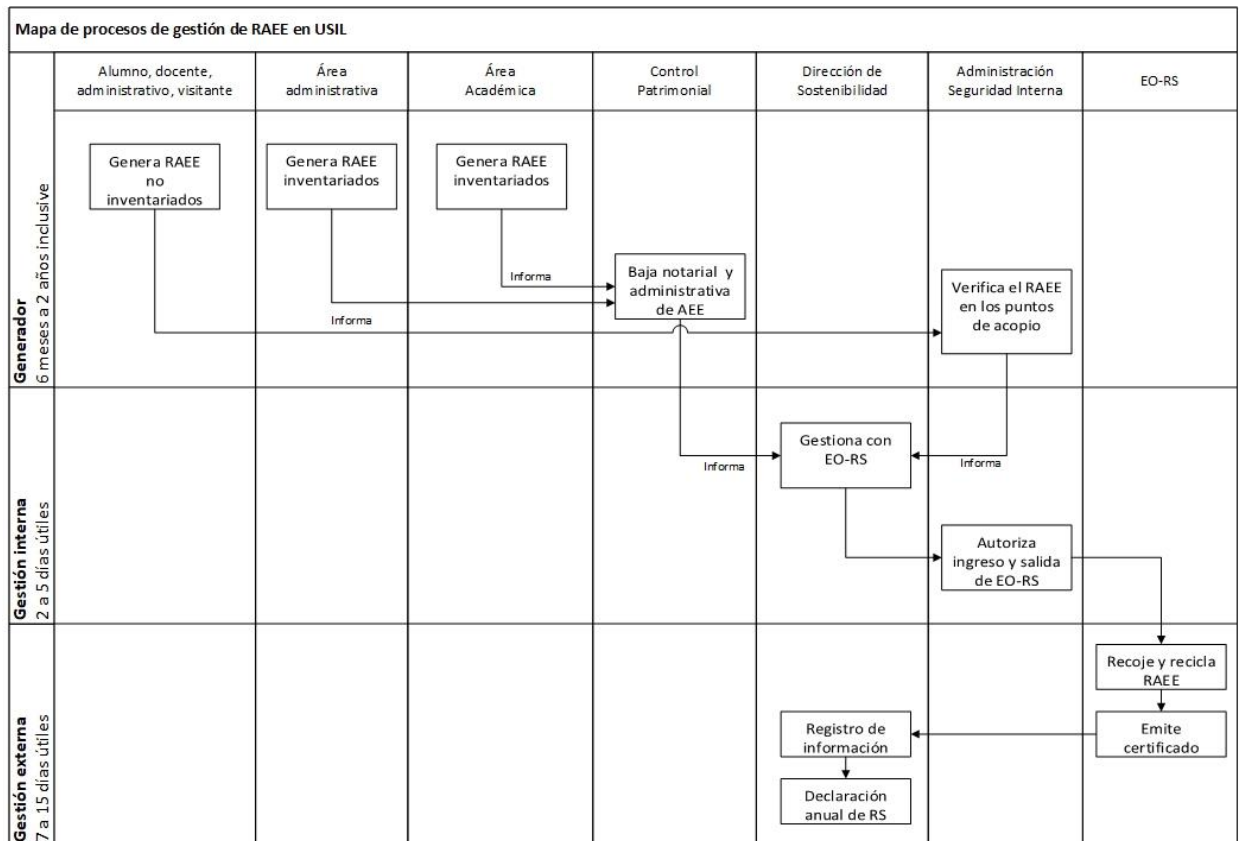 Mapa de procesos de gestión de RAEE en USIL
Alumno, docente,
administrativo, visitante
Área
administrativa
Área
Académica
Control
Patrimonial
Dirección de
Sostenibilidad
Administración
Seguridad Interna
EO-RS
Generador
6 meses a 2 años inclusive
Genera RAEE
no
inventariados
Genera RAEE
inventariados
Genera RAEE
inventariados
Informa
Informa
Baja notarial y
administrativa
de AEE
Verifica el RAEE
en los puntos
de acopio
Gestión interna
2 a 5 días útiles
Informa
Gestiona con
EO-RS
Informa
Autoriza
ingreso y salida
de EO-RS
Gestión externa
7 a 15 días útiles
Recoje y recicla
RAEE
Emite
certificado
Registro de
información
Declaración
anual de RS